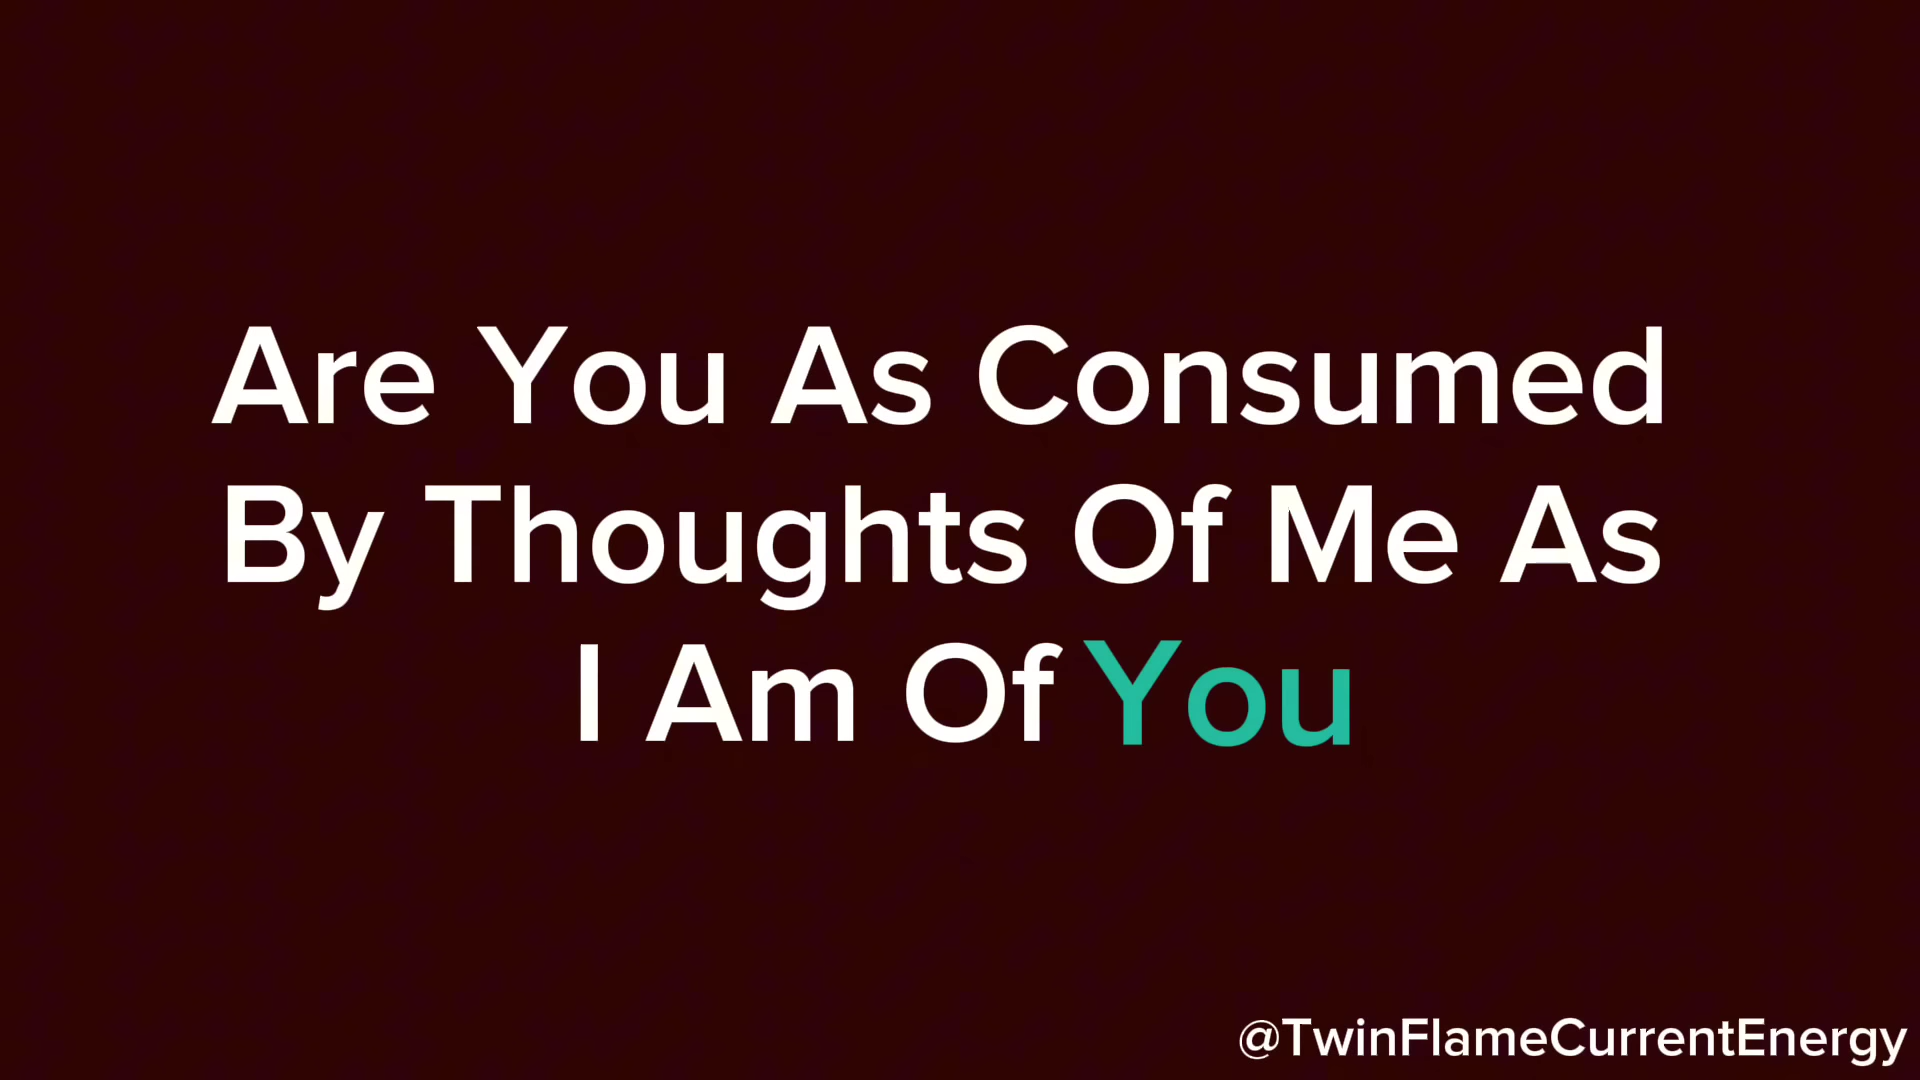 Are You As Consumed
By Thoughts Of Me As
I Am Of You
@TwinFlameCurrentEnergy